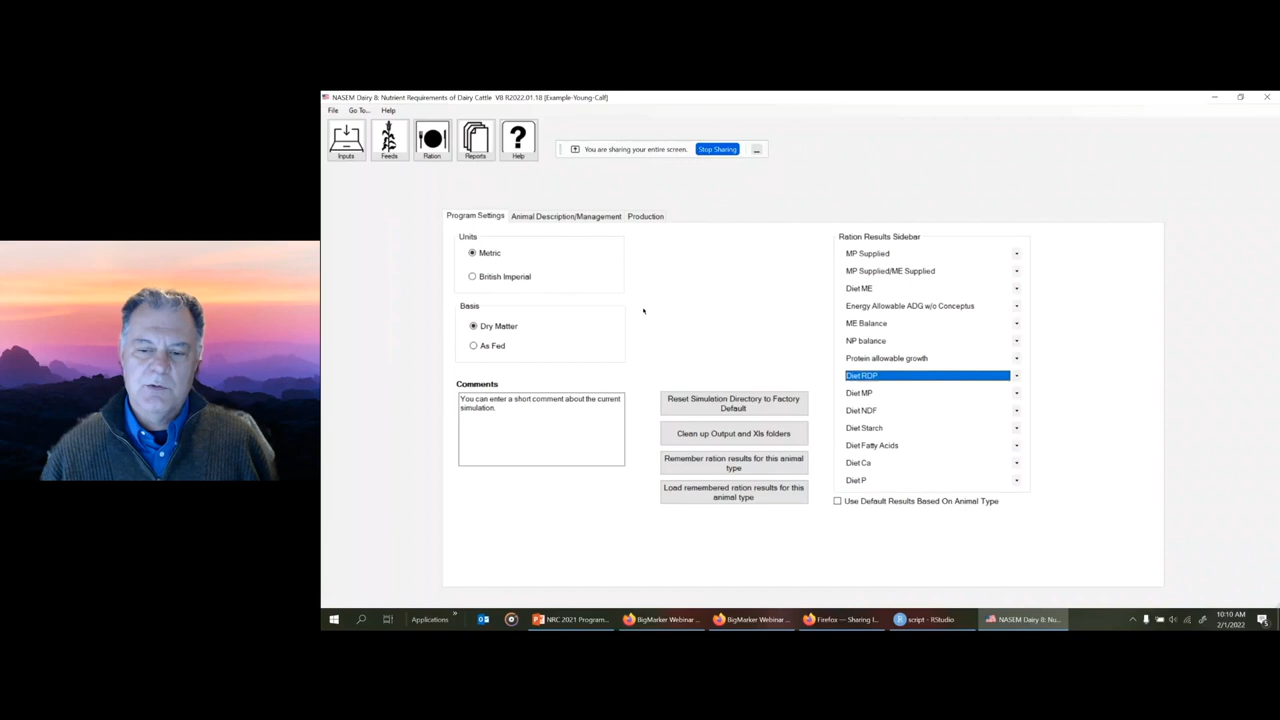 NASEM Dairy 8: Nutrient Requirements of Dairy Cattle V8 R2022.01.18 [Example-Young-Calf]
File Go To... Help
Inputs Feeds Ration Reports Help
You are sharing your entire screen. Stop Sharing
Program Settings Animal Description/Management Production
Units
Metric
British Imperial
Basis
Dry Matter
As Fed
Comments
You can enter a short comment about the current
simulation.
Reset Simulation Directory to Factory
Default
Clean up Output and Xls folders
Remember ration results for this animal
type
Load remembered ration results for this
animal type
Ration Results Sidebar
MP Supplied
MP Supplied/ME Supplied
Diet ME
Energy Allowable ADG w/o Conceptus
ME Balance
NP balance
Protein allowable growth
Diet RDP
Diet MP
Diet NDF
Diet Starch
Diet Fatty Acids
Diet Ca
Diet P
Use Default Results Based On Animal Type
Applications NRC 2021 Program... BigMarker Webinar ... BigMarker Webinar ... Firefox — Sharing I... script - RStudio NASEM Dairy 8: Nu...
10:10 AM
2/1/2022